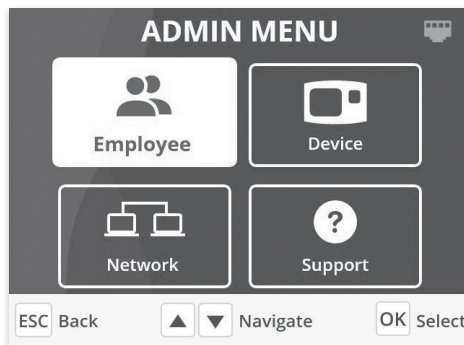 ADMIN MENU
Employee
Device
Network
?
Support
ESC Back
▲ ▼ Navigate
OK Select